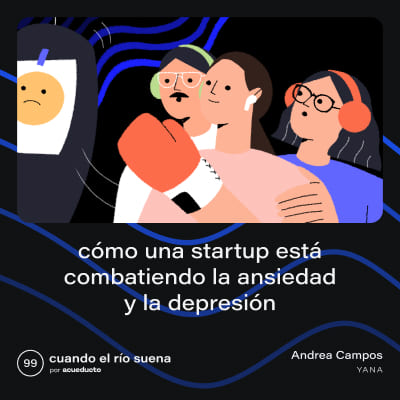 cómo una startup está
combatiendo la ansiedad
y la depresión
99
cuando el río suena
por acueducto
Andrea Campos
YANA